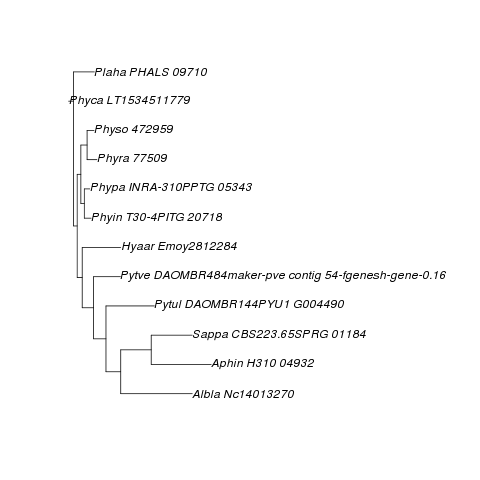 Plaha PHALS 09710
Phyca LT1534511779
Physo 472959
Phyra 77509
Phypa INRA-310PPTG 05343
Phyin T30-4PITG 20718
Hyaar Emoy2812284
Pytve DAOMBR484maker-pve contig 54-fgenesh-gene-0.16
Pytul DAOMBR144PYU1 G004490
Sappa CBS223.65SPRG 01184
Aphin H310 04932
Albla Nc14013270